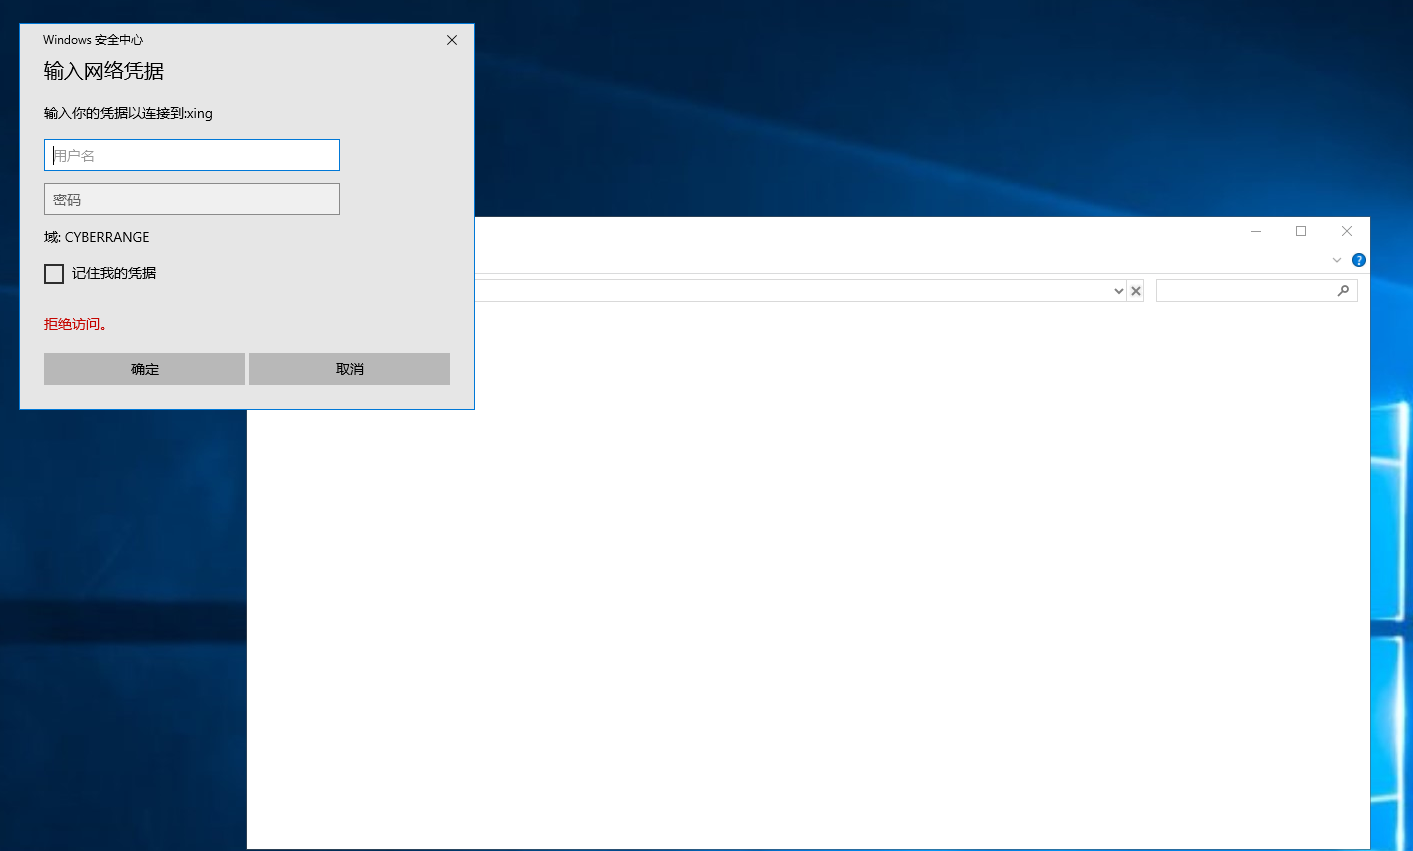 Windows 安全中心
输入网络凭据
输入你的凭据以连接到:xing
用户名
密码
域: CYBERRANGE
记住我的凭据
拒绝访问。
确定 取消